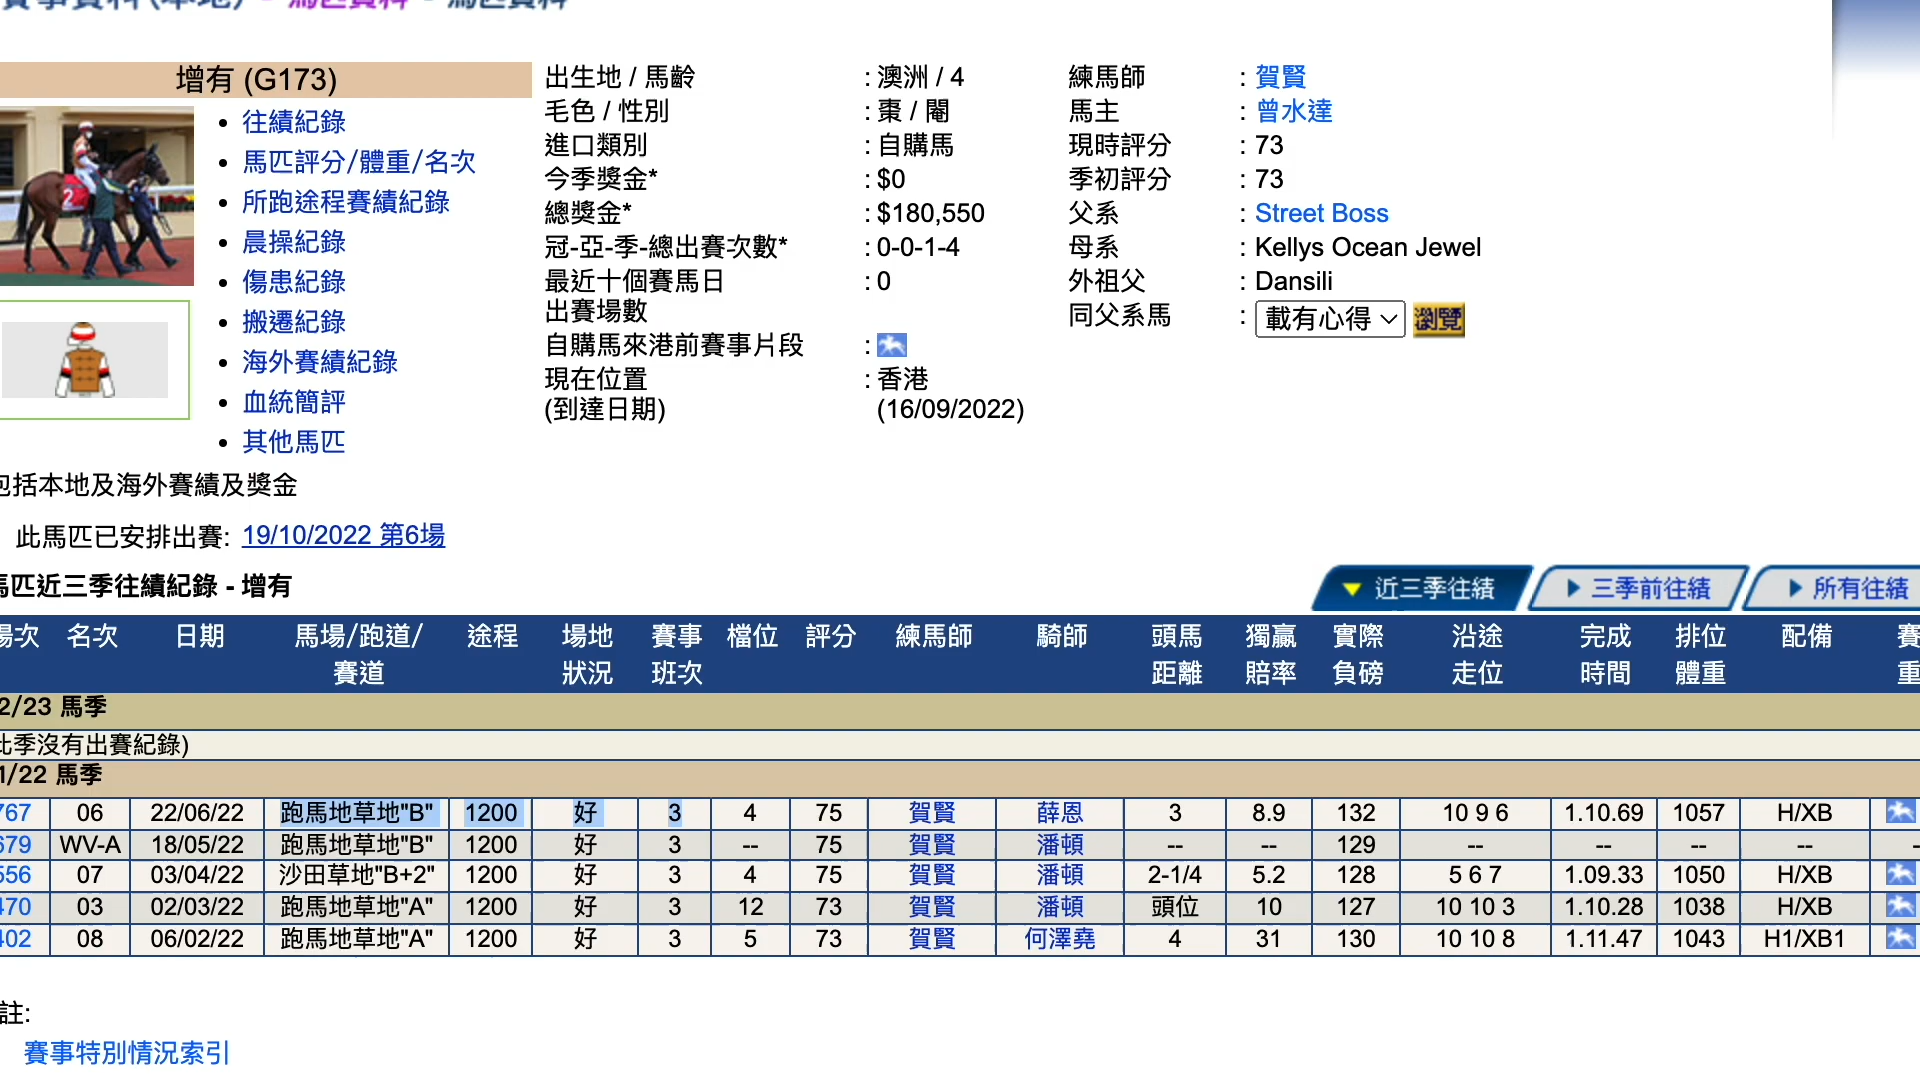 賽事資料(本地) - 馬匹資料 - 馬匹資料
增有 (G173)
往績紀錄
馬匹評分/體重/名次
所跑途程賽績紀錄
晨操紀錄
傷患紀錄
搬遷紀錄
海外賽績紀錄
血統簡評
其他馬匹
出生地 / 馬齡 : 澳洲 / 4
毛色 / 性別 : 棗 / 閹
進口類別 : 自購馬
今季獎金* : $0
總獎金* : $180,550
冠-亞-季-總出賽次數* : 0-0-1-4
最近十個賽馬日 : 0
出賽場數
自購馬來港前賽事片段 :
現在位置 : 香港
(到達日期) (16/09/2022)
練馬師 : 賀賢
馬主 : 曾水達
現時評分 : 73
季初評分 : 73
父系 : Street Boss
母系 : Kellys Ocean Jewel
外祖父 : Dansili
同父系馬 : 載有心得 瀏覽
包括本地及海外賽績及獎金
此馬匹已安排出賽: 19/10/2022 第6場
馬匹近三季往績紀錄 - 增有
近三季往績 三季前往績 所有往績
場次 名次 日期 馬場/跑道/ 途程 場地 賽事 檔位 評分 練馬師 騎師 頭馬 獨贏 實際 沿途 完成 排位 配備 賽
賽道 狀況 班次 距離 賠率 負磅 走位 時間 體重 重
2/23 馬季
此季沒有出賽紀錄)
1/22 馬季
767 06 22/06/22 跑馬地草地"B" 1200 好 3 4 75 賀賢 薛恩 3 8.9 132 10 9 6 1.10.69 1057 H/XB
679 WV-A 18/05/22 跑馬地草地"B" 1200 好 3 -- 75 賀賢 潘頓 -- -- 129 -- -- -- -- -
556 07 03/04/22 沙田草地"B+2" 1200 好 3 4 75 賀賢 潘頓 2-1/4 5.2 128 5 6 7 1.09.33 1050 H/XB
470 03 02/03/22 跑馬地草地"A" 1200 好 3 12 73 賀賢 潘頓 頭位 10 127 10 10 3 1.10.28 1038 H/XB
402 08 06/02/22 跑馬地草地"A" 1200 好 3 5 73 賀賢 何澤堯 4 31 130 10 10 8 1.11.47 1043 H1/XB1
註:
賽事特別情況索引